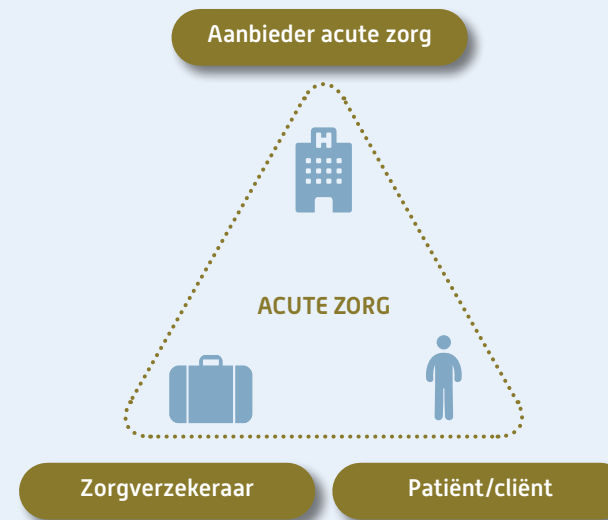 Aanbieder acute zorg
H
ACUTE ZORG
Zorgverzekeraar
Patiënt/cliënt